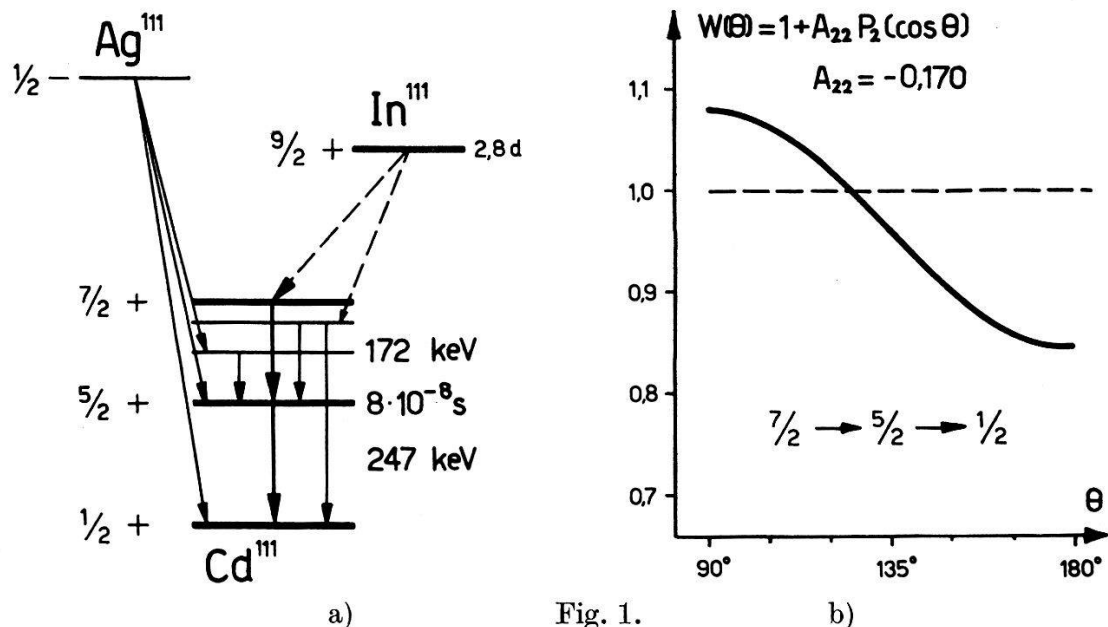 Ag¹¹¹
½ −
In¹¹¹
9/2 +
2,8 d
7/2 +
172 keV
5/2 +
8·10⁻⁸s
247 keV
½ +
Cd¹¹¹
a)
W(θ) = 1 + A₂₂ P₂ (cos θ)
A₂₂ = −0,170
1,1
1,0
0,9
0,8
0,7
7/2 → 5/2 → ½
θ
90°
135°
180°
Fig. 1.
b)